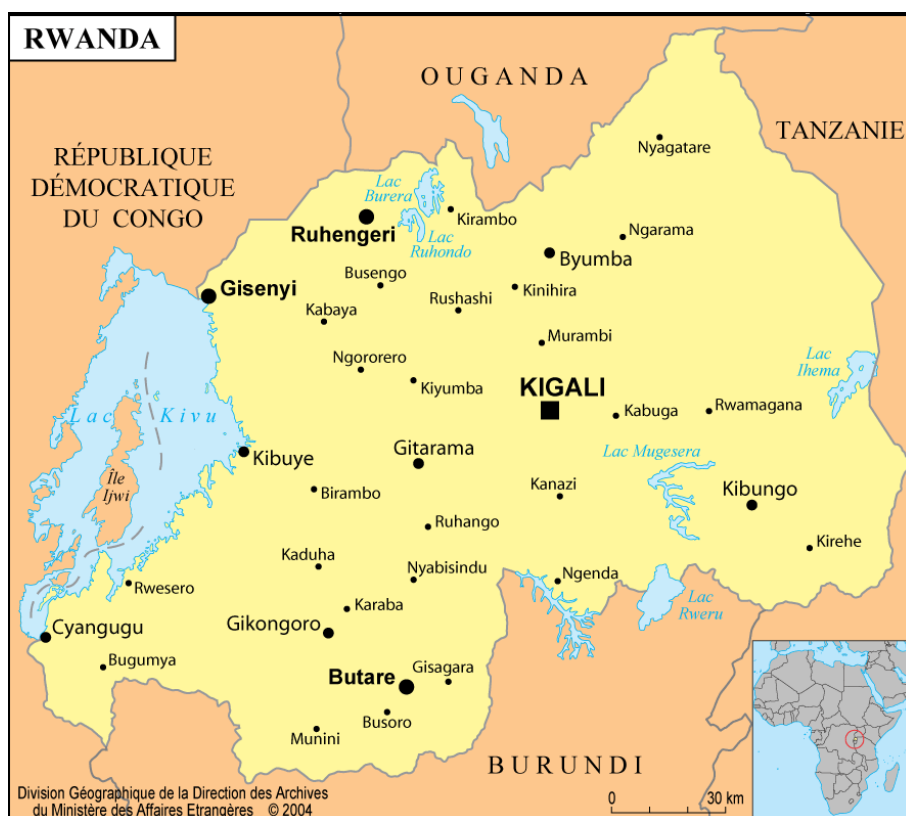 RWANDA
OUGANDA
TANZANIE
RÉPUBLIQUE
DÉMOCRATIQUE
DU CONGO
Nyagatare
Lac
Burera
Kirambo
Ruhengeri
Lac
Ruhondo
Ngarama
Byumba
Busengo
Gisenyi
Kinihira
Rushashi
Kabaya
Murambi
Ngororero
Lac
Ihema
Kiyumba
KIGALI
Kabuga
Rwamagana
Lac Kivu
Gitarama
Lac Mugesera
Kibuye
Île
Ijwi
Birambo
Kanazi
Kibungo
Ruhango
Kirehe
Kaduha
Nyabisindu
Ngenda
Rwesero
Lac
Rweru
Karaba
Cyangugu
Gikongoro
Bugumya
Butare
Gisagara
Busoro
Munini
BURUNDI
Division Géographique de la Direction des Archives
du Ministère des Affaires Etrangères © 2004
0 30 km